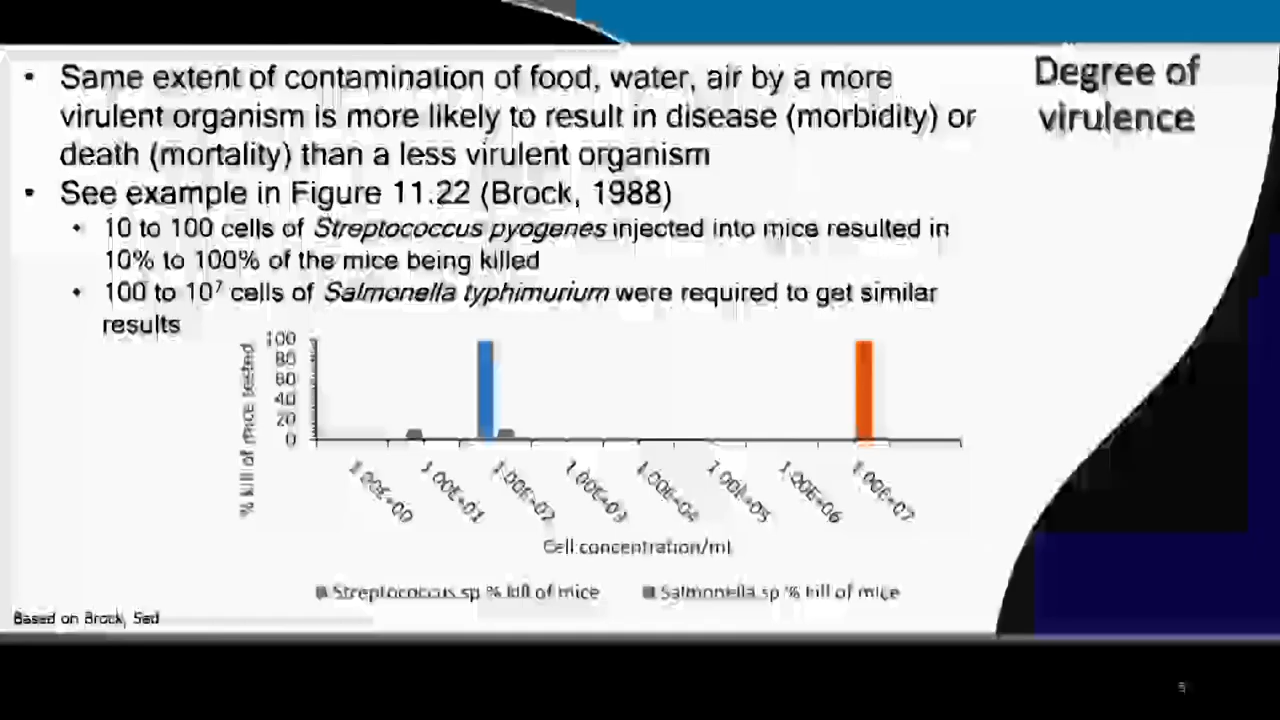 Degree of
virulence
• Same extent of contamination of food, water, air by a more
virulent organism is more likely to result in disease (morbidity) or
death (mortality) than a less virulent organism
• See example in Figure 11.22 (Brock, 1988)
• 10 to 100 cells of Streptococcus pyogenes injected into mice resulted in
10% to 100% of the mice being killed
• 100 to 10⁷ cells of Salmonella typhimurium were required to get similar
results
% kill of mice tested
100
80
60
40
20
0
1.00E+00
1.00E+01
1.00E+02
1.00E+03
1.00E+04
1.00E+05
1.00E+06
1.00E+07
Cell concentration/mL
Streptococcus sp % kill of mice
Salmonella sp % kill of mice
Based on Brock, 5ed